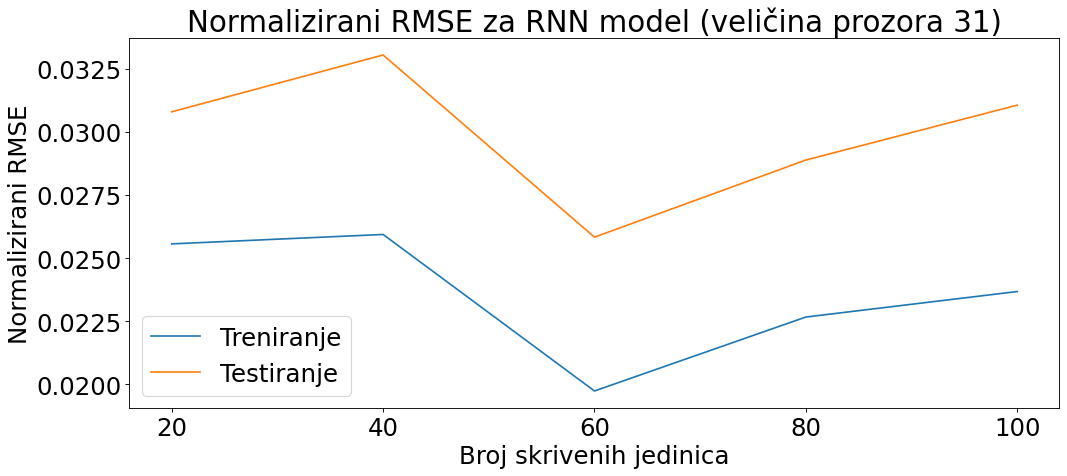 Normalizirani RMSE za RNN model (veličina prozora 31)
Normalizirani RMSE
0.0325
0.0300
0.0275
0.0250
0.0225
0.0200
Treniranje
Testiranje
20 40 60 80 100
Broj skrivenih jedinica